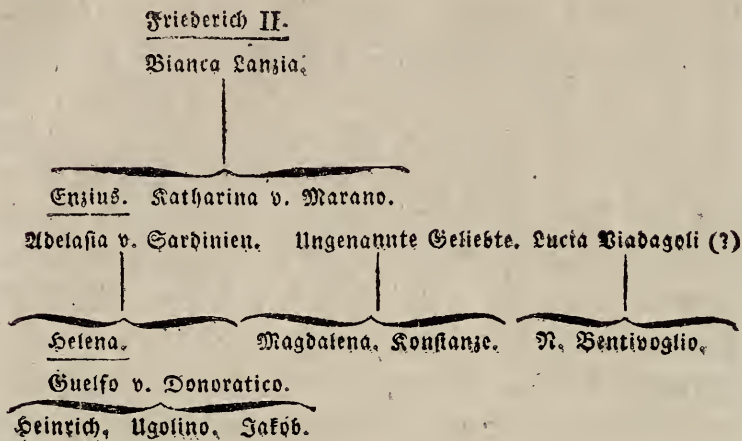 Friederich II.
Bianca Lanzia.
Enzius. Katharina v. Marano.
Adelasia v. Sardinien. Ungenannte Geliebte. Lucia Viadagoli (?)
Helena. Magdalena. Konstanze. N. Bentivoglio.
Guelfo v. Donoratico.
Heinrich. Ugolino. Jakob.